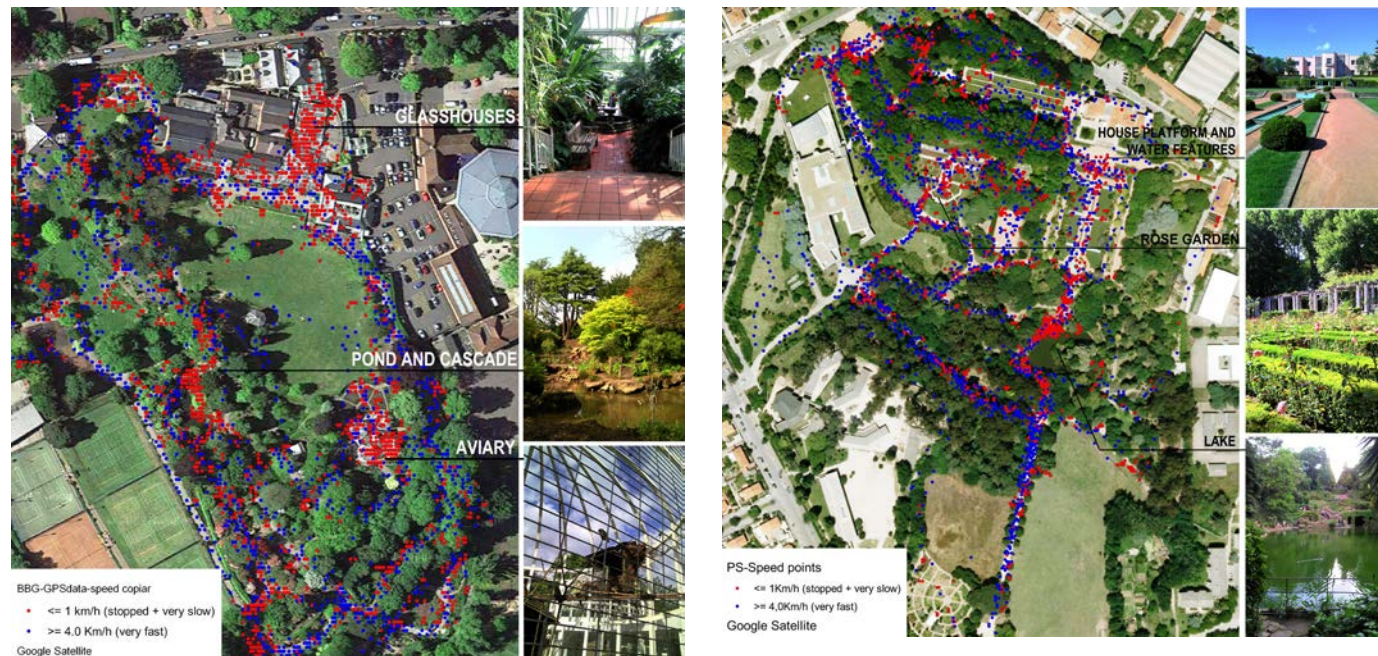 GLASSHOUSES
POND AND CASCADE
AVIARY
BBG-GPSdata-speed copiar
<= 1 km/h (stopped + very slow)
>= 4.0 Km/h (very fast)
Google Satellite
HOUSE PLATFORM AND
WATER FEATURES
ROSE GARDEN
LAKE
PS-Speed points
<= 1Km/h (stopped + very slow)
>= 4,0Km/h (very fast)
Google Satellite